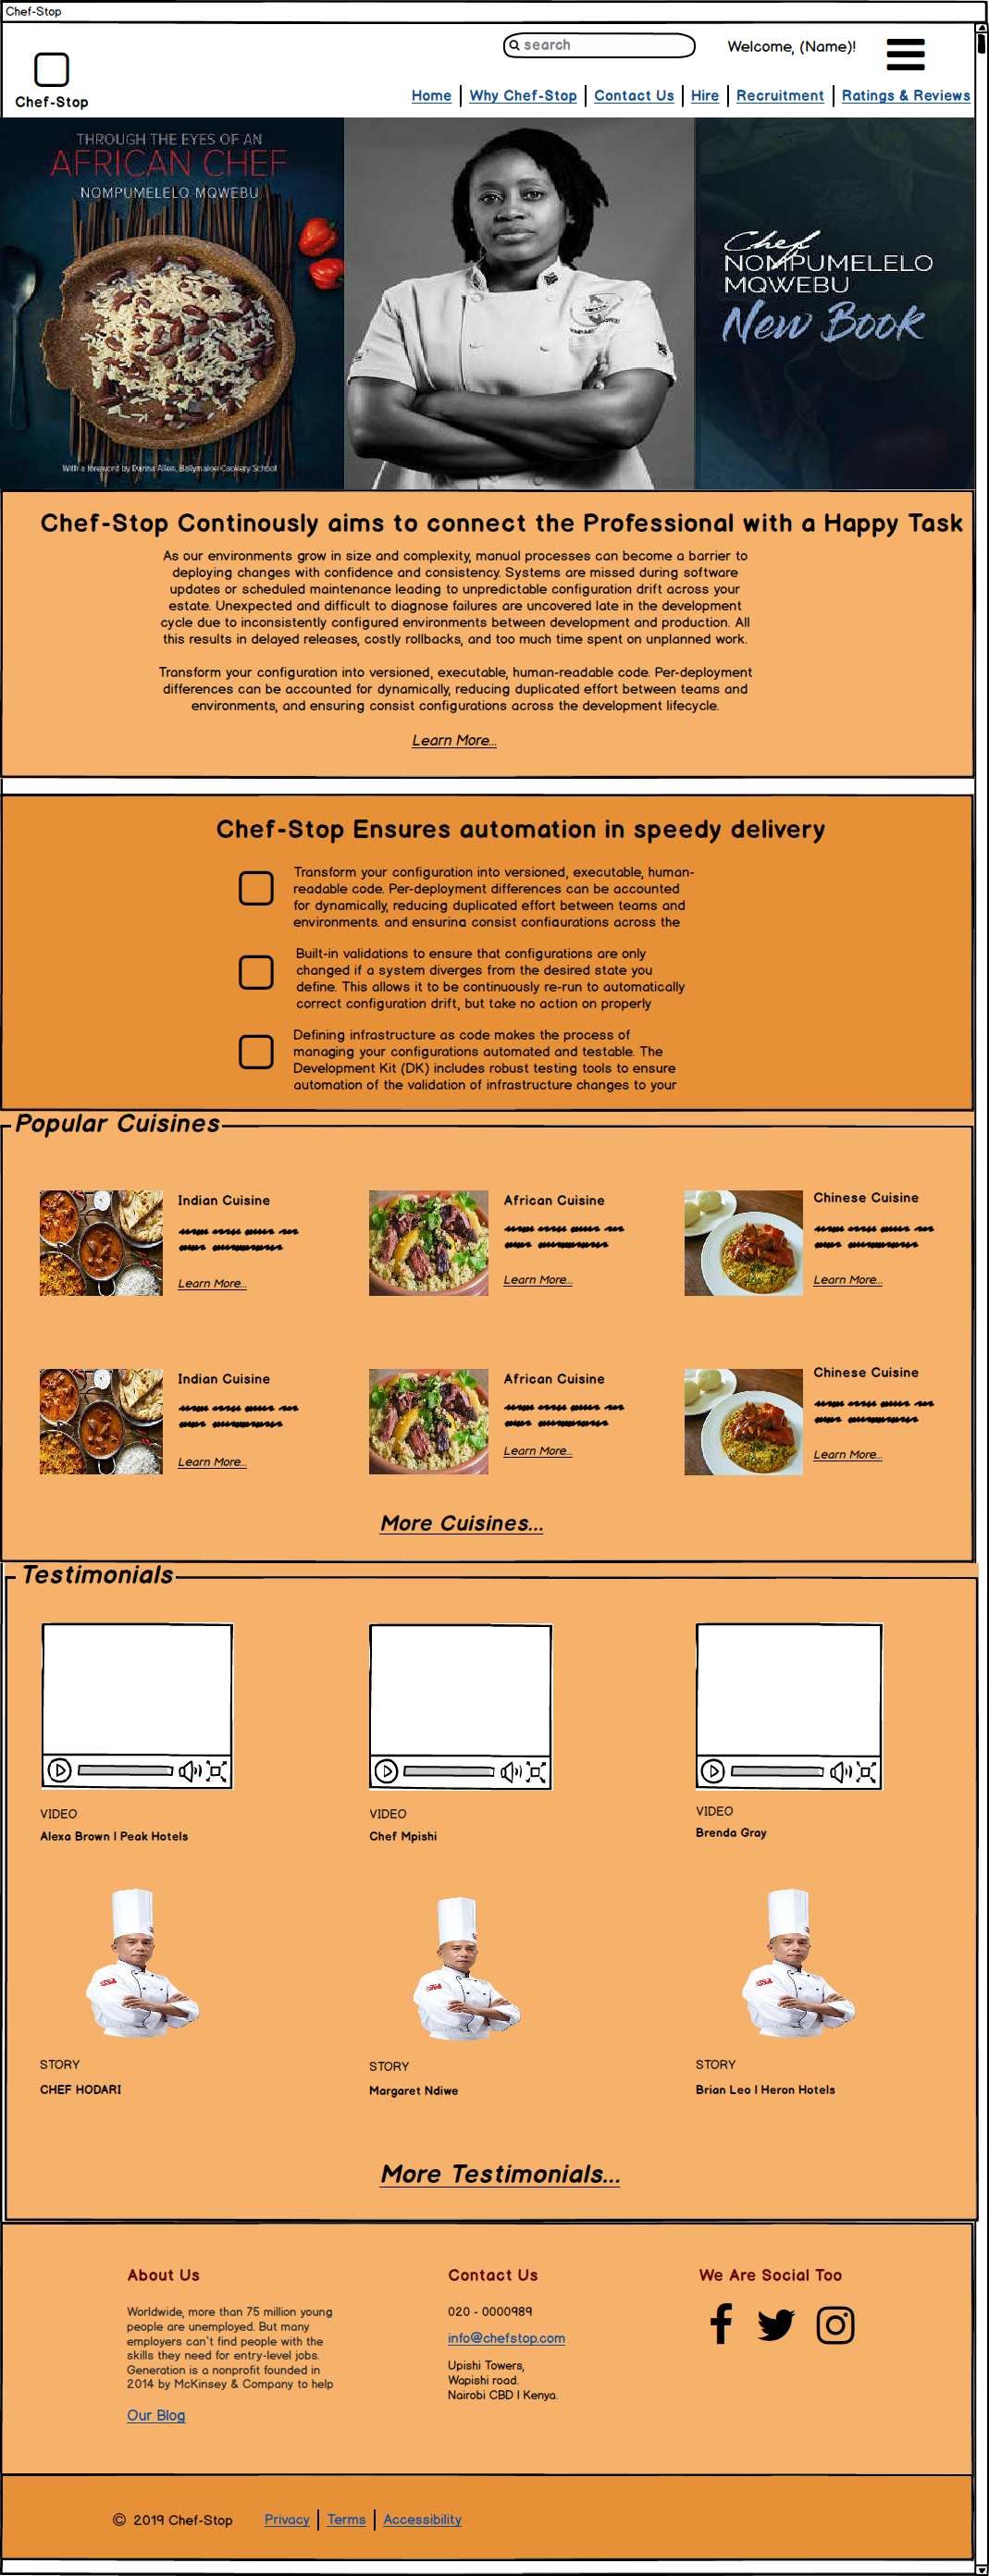 Chef-Stop
search
Welcome, (Name)!
Chef-Stop
Home | Why Chef-Stop | Contact Us | Hire | Recruitment | Ratings & Reviews
THROUGH THE EYES OF AN
AFRICAN CHEF
NOMPUMELELO MQWEBU
With a foreword by Darina Allen, Ballymaloe Cookery School
Chef
NOMPUMELELO
MQWEBU
New Book
Chef-Stop Continously aims to connect the Professional with a Happy Task
As our environments grow in size and complexity, manual processes can become a barrier to
deploying changes with confidence and consistency. Systems are missed during software
updates or scheduled maintenance leading to unpredictable configuration drift across your
estate. Unexpected and difficult to diagnose failures are uncovered late in the development
cycle due to inconsistently configured environments between development and production. All
this results in delayed releases, costly rollbacks, and too much time spent on unplanned work.
Transform your configuration into versioned, executable, human-readable code. Per-deployment
differences can be accounted for dynamically, reducing duplicated effort between teams and
environments, and ensuring consist configurations across the development lifecycle.
Learn More...
Chef-Stop Ensures automation in speedy delivery
Transform your configuration into versioned, executable, human-
readable code. Per-deployment differences can be accounted
for dynamically, reducing duplicated effort between teams and
environments, and ensuring consist configurations across the
Built-in validations to ensure that configurations are only
changed if a system diverges from the desired state you
define. This allows it to be continuously re-run to automatically
correct configuration drift, but take no action on properly
Defining infrastructure as code makes the process of
managing your configurations automated and testable. The
Development Kit (DK) includes robust testing tools to ensure
automation of the validation of infrastructure changes to your
Popular Cuisines
Indian Cuisine
Learn More...
African Cuisine
Learn More...
Chinese Cuisine
Learn More...
Indian Cuisine
Learn More...
African Cuisine
Learn More...
Chinese Cuisine
Learn More...
More Cuisines...
Testimonials
VIDEO
Alexa Brown | Peak Hotels
VIDEO
Chef Mpishi
VIDEO
Brenda Gray
STORY
CHEF HODARI
STORY
Margaret Ndiwe
STORY
Brian Leo | Heron Hotels
More Testimonials...
About Us
Worldwide, more than 75 million young
people are unemployed. But many
employers can't find people with the
skills they need for entry-level jobs.
Generation is a nonprofit founded in
2014 by McKinsey & Company to help
Our Blog
Contact Us
020 - 0000989
info@chefstop.com
Upishi Towers,
Wapishi road.
Nairobi CBD | Kenya.
We Are Social Too
© 2019 Chef-Stop
Privacy | Terms | Accessibility